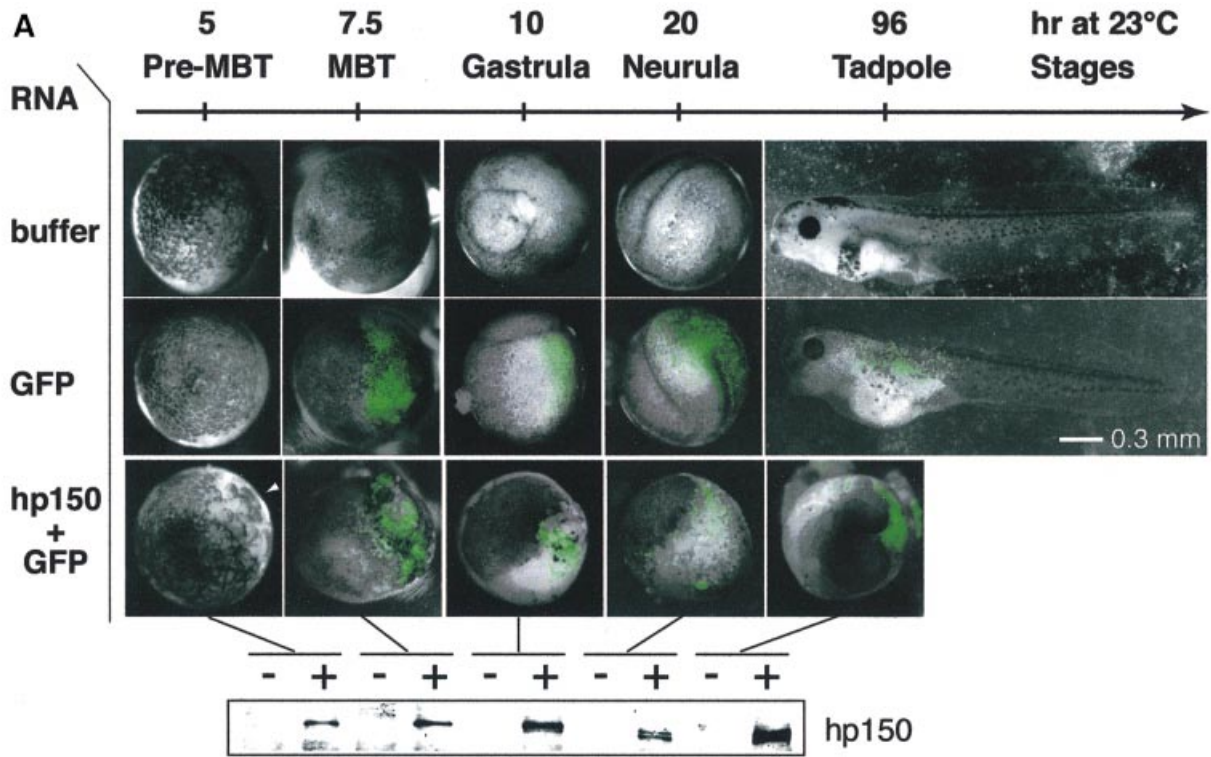 A
5 7.5 10 20 96 hr at 23°C
Pre-MBT MBT Gastrula Neurula Tadpole Stages
RNA
buffer
GFP
0.3 mm
hp150
+
GFP
- + - + - + - + - +
hp150